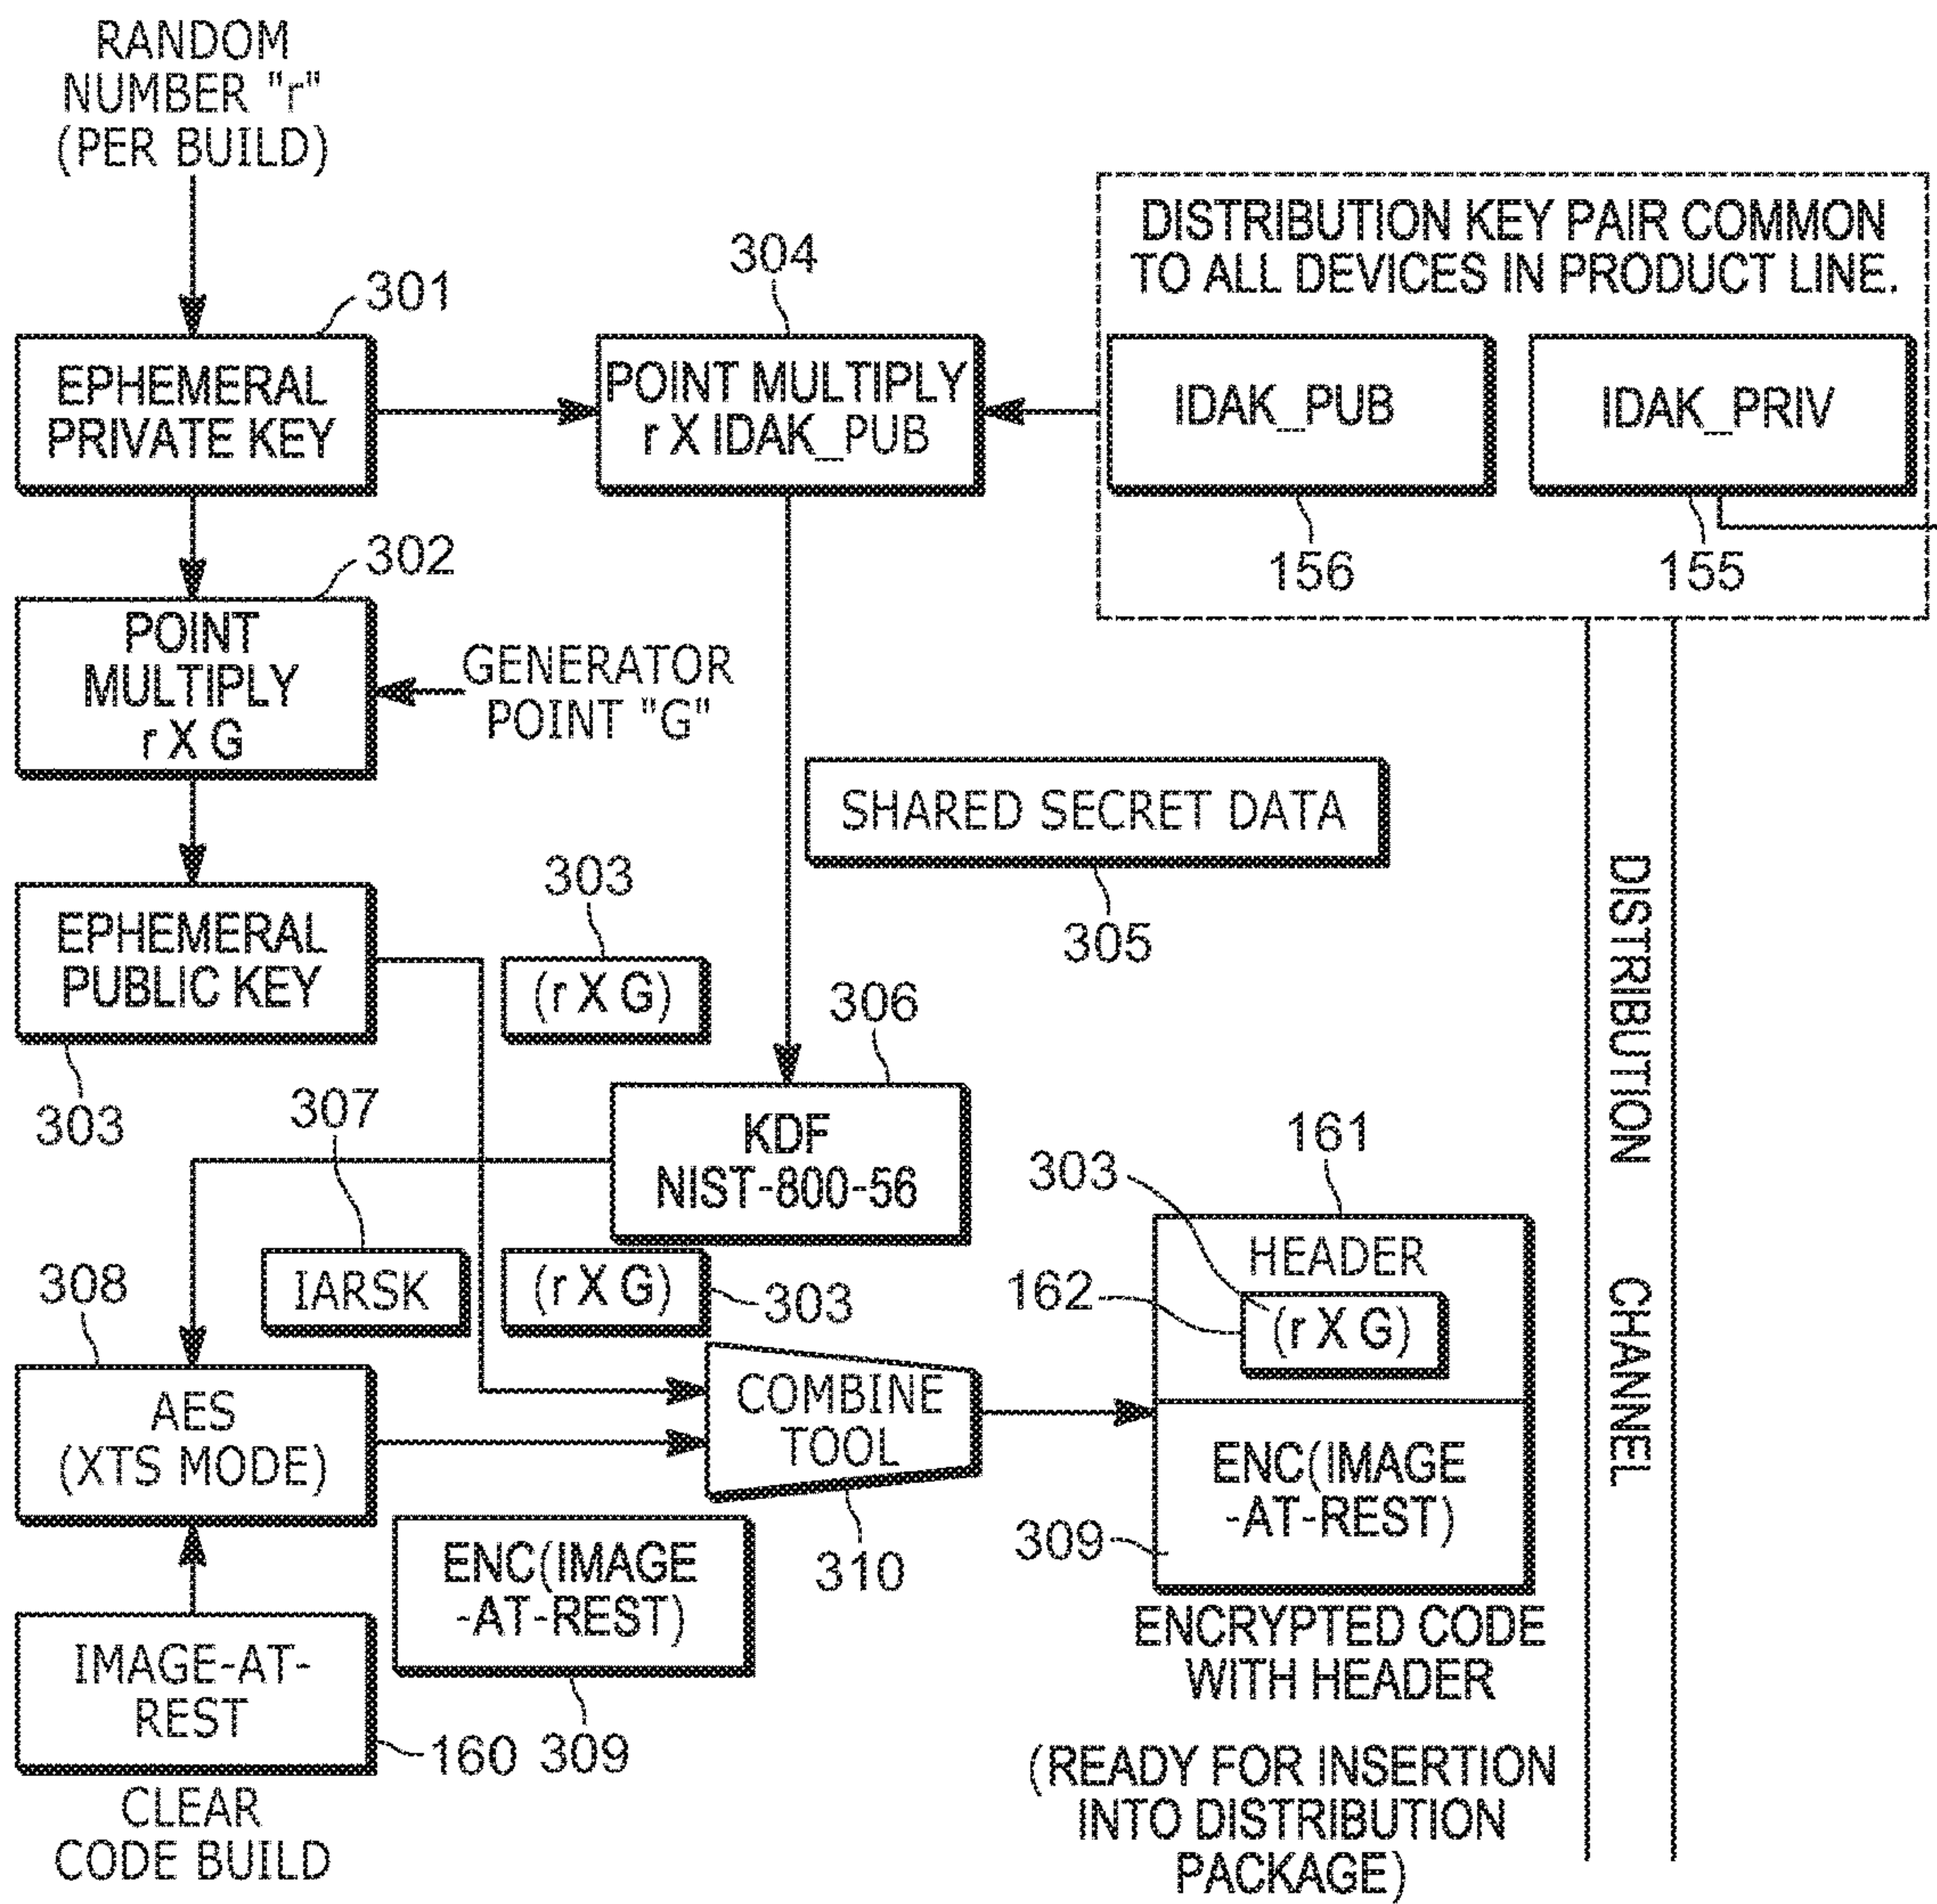 RANDOM
NUMBER "r"
(PER BUILD)
301
EPHEMERAL
PRIVATE KEY
304
POINT MULTIPLY
r X IDAK_PUB
DISTRIBUTION KEY PAIR COMMON
TO ALL DEVICES IN PRODUCT LINE.
IDAK_PUB
IDAK_PRIV
156
155
302
POINT
MULTIPLY
r X G
GENERATOR
POINT "G"
SHARED SECRET DATA
305
EPHEMERAL
PUBLIC KEY
303
303
(r X G)
306
KDF
NIST-800-56
307
IARSK
(r X G)
303
308
AES
(XTS MODE)
COMBINE
TOOL
310
161
303
HEADER
162
(r X G)
ENC(IMAGE
-AT-REST)
309
ENCRYPTED CODE
WITH HEADER
(READY FOR INSERTION
INTO DISTRIBUTION
PACKAGE)
ENC(IMAGE
-AT-REST)
309
IMAGE-AT-
REST
160
CLEAR
CODE BUILD
DISTRIBUTION CHANNEL